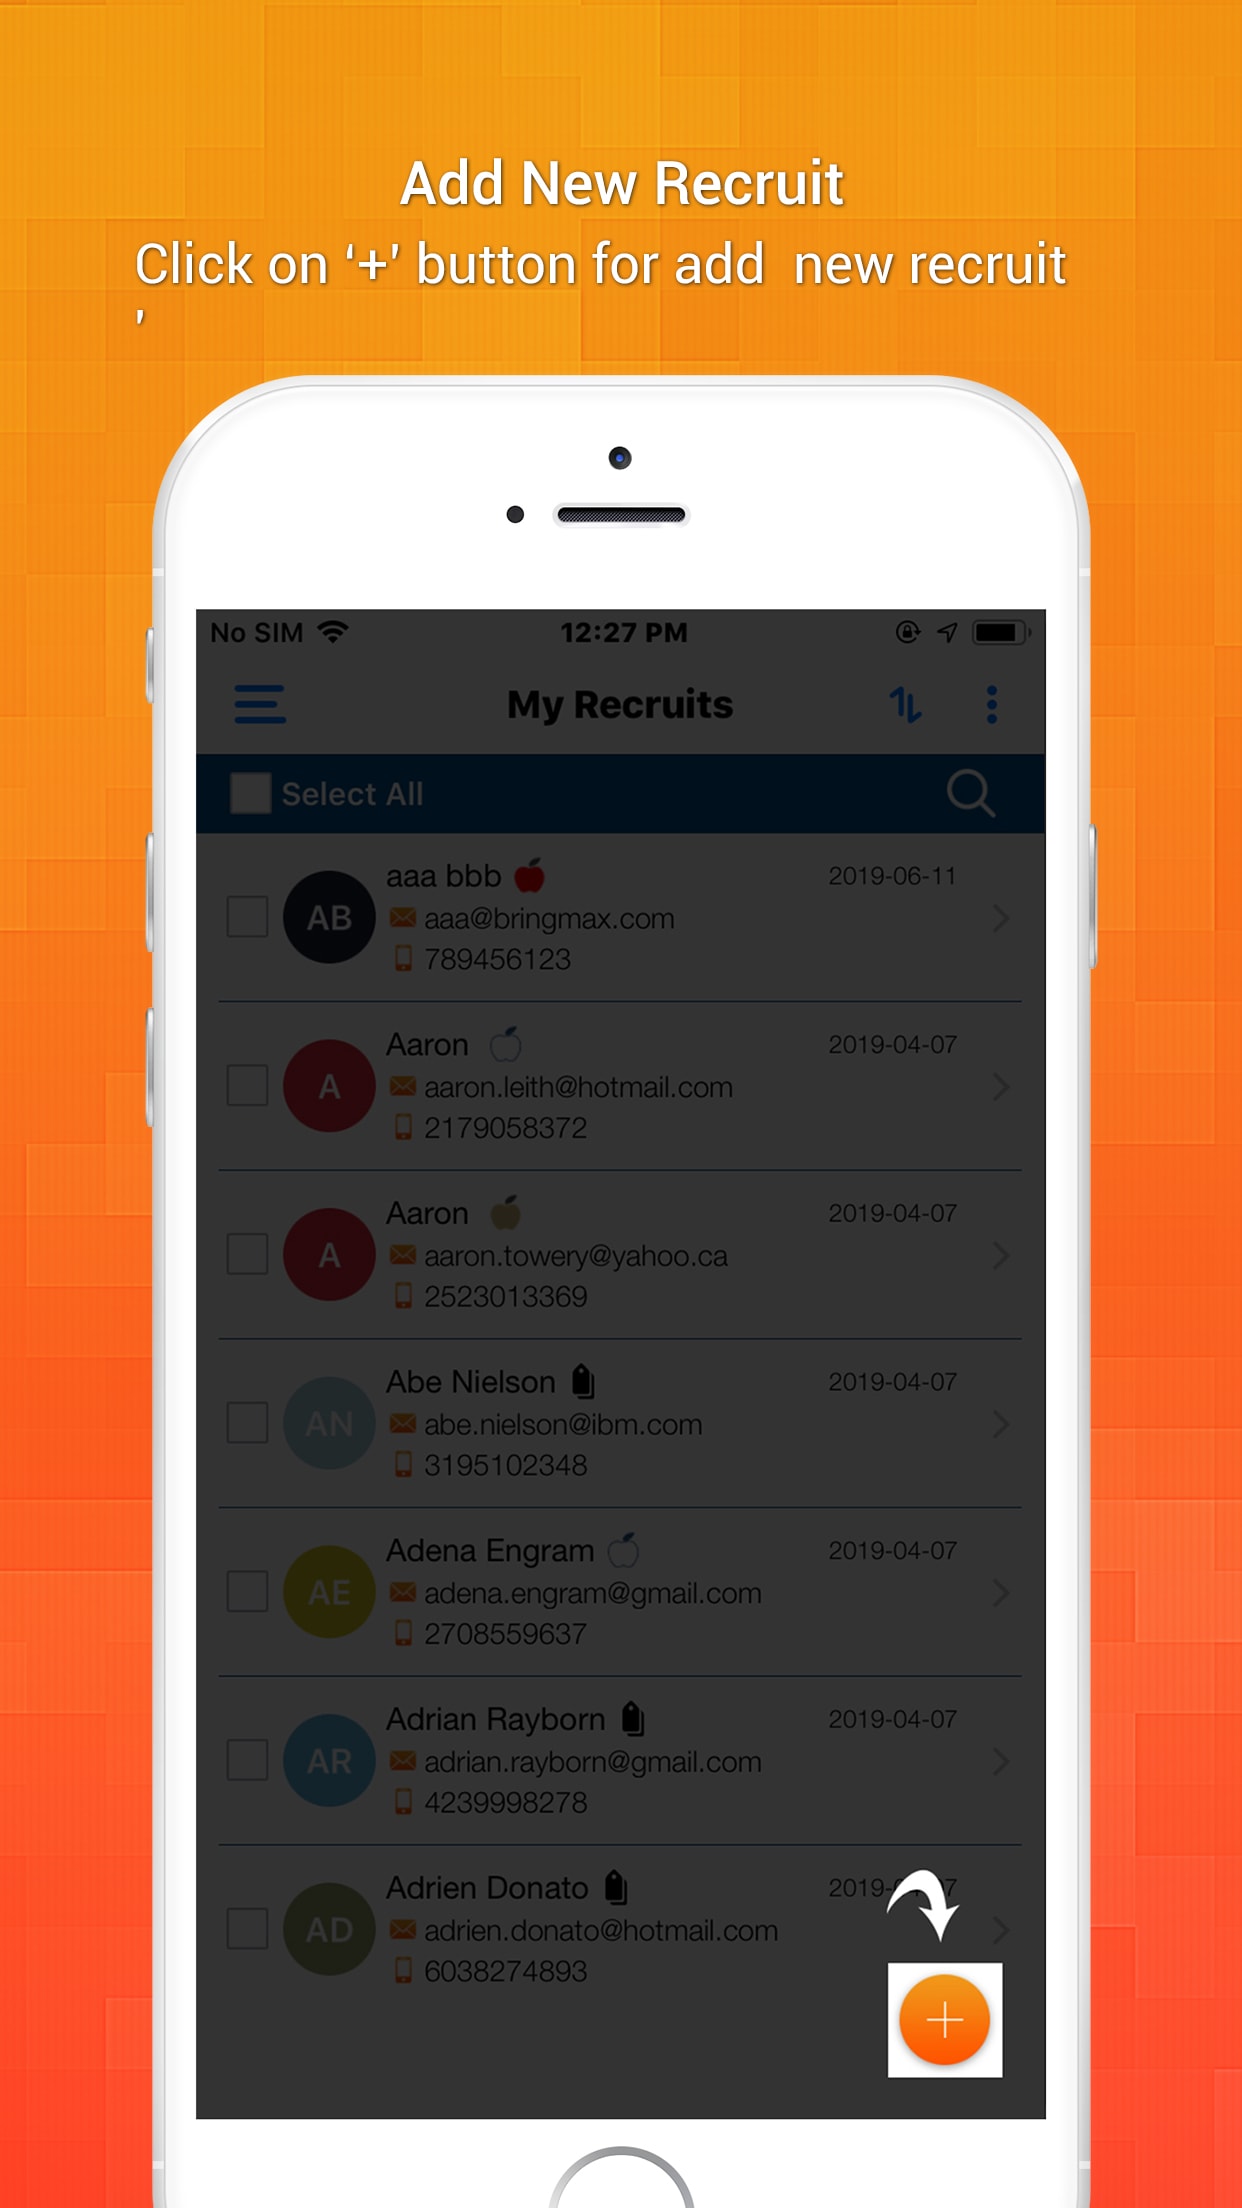 Add New Recruit
Click on ‘+’ button for add  new recruit
’
No SIM 12:27 PM
My Recruits
Select All
aaa bbb 2019-06-11
AB
aaa@bringmax.com
789456123
Aaron 2019-04-07
A
aaron.leith@hotmail.com
2179058372
Aaron 2019-04-07
A
aaron.towery@yahoo.ca
2523013369
Abe Nielson 2019-04-07
AN
abe.nielson@ibm.com
3195102348
Adena Engram 2019-04-07
AE
adena.engram@gmail.com
2708559637
Adrian Rayborn 2019-04-07
AR
adrian.rayborn@gmail.com
4239998278
Adrien Donato
AD
adrien.donato@hotmail.com
6038274893
+